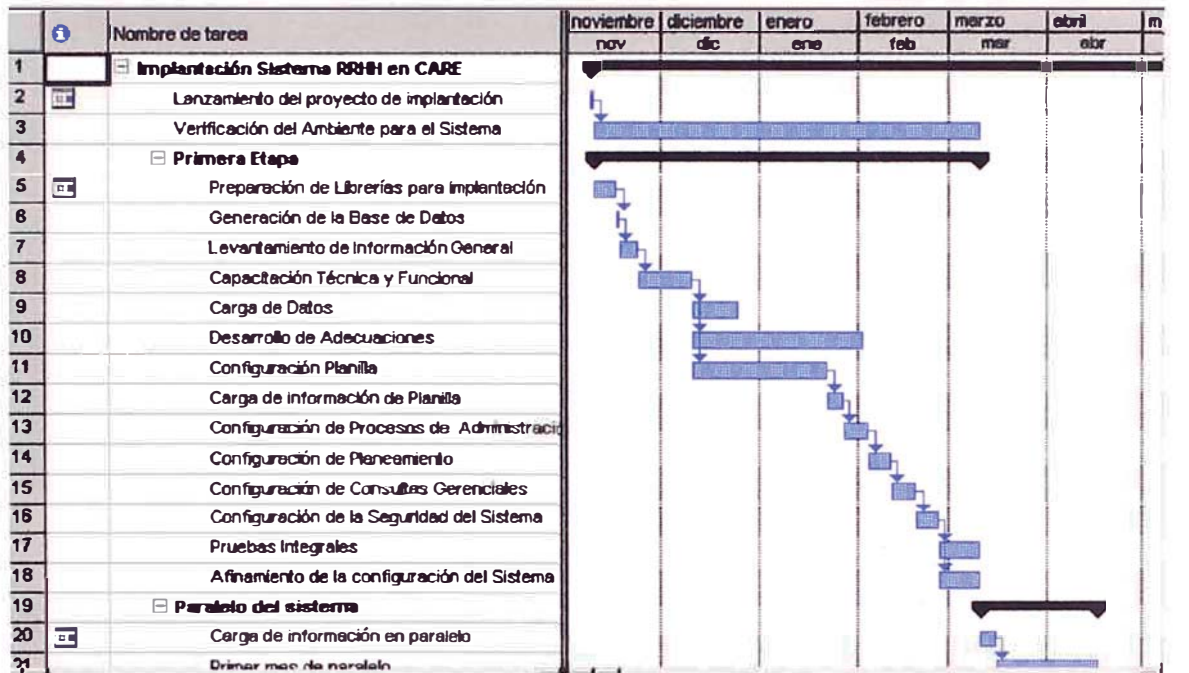 Nombre de tarea
noviembre diciembre enero febrero marzo abril m
nov dic ene feb mar abr
1 Implantación Sistema RRHH en CARE
2 Lanzamiento del proyecto de implantación
3 Verificación del Ambiente para el Sistema
4 Primera Etapa
5 Preparación de Librerías para implantación
6 Generación de la Base de Datos
7 Levantamiento de Información General
8 Capacitación Técnica y Funcional
9 Carga de Datos
10 Desarrollo de Adecuaciones
11 Configuración Planilla
12 Carga de información de Planilla
13 Configuración de Procesos de Administracio
14 Configuración de Planeamiento
15 Configuración de Consultas Gerenciales
16 Configuración de la Seguridad del Sistema
17 Pruebas Integrales
18 Afinamiento de la configuración del Sistema
19 Paralelo del sistema
20 Carga de información en paralelo
21 Primer mes de paralelo